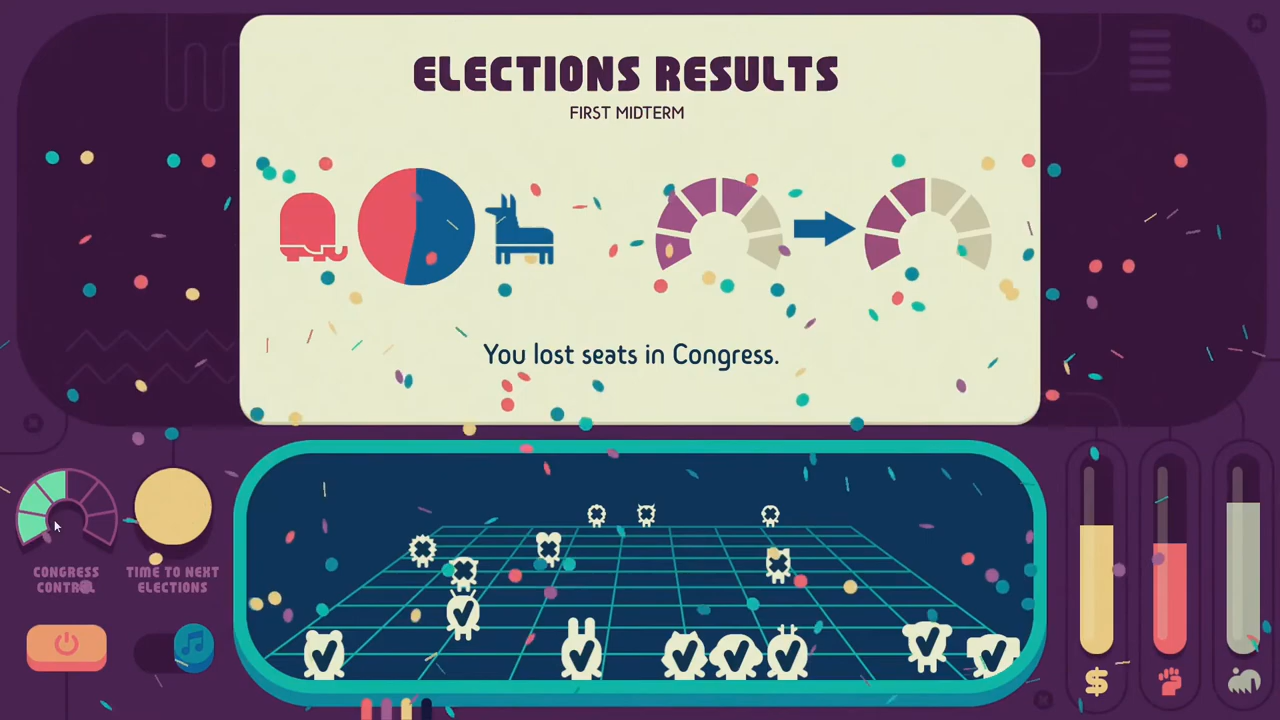 ELECTIONS RESULTS
FIRST MIDTERM
You lost seats in Congress.
CONGRESS
CONTROL
TIME TO NEXT
ELECTIONS
$